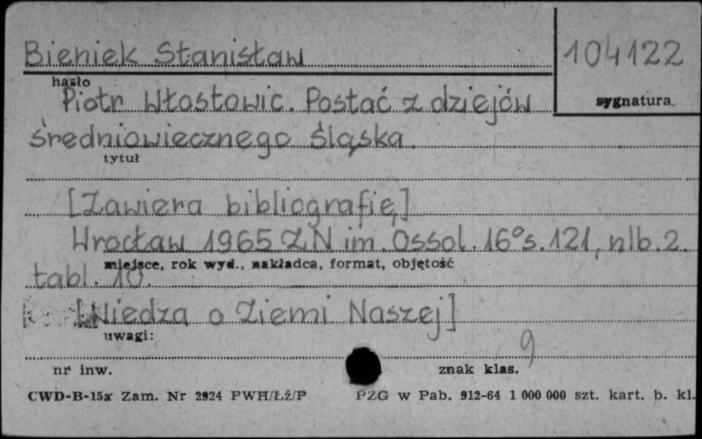 Bieniek Stanisław
104122
hasło
sygnatura
Piotr Włostowic. Postać z dziejów
średniowiecznego Śląska.
tytuł
[Zawiera bibliografię]
Wrocław 1965 ZN im. Ossol. 16°s. 121, nlb. 2.
miejsce, rok wyd., nakładca, format, objętość
tabl. 10.
[Wiedza o Ziemi Naszej]
uwagi:
9
nr inw.
znak klas.
CWD-B-15a Zam. Nr 2924 PWH/Łź/P PZG w Pab. 912-64 1 000 000 szt. kart. b. kl.